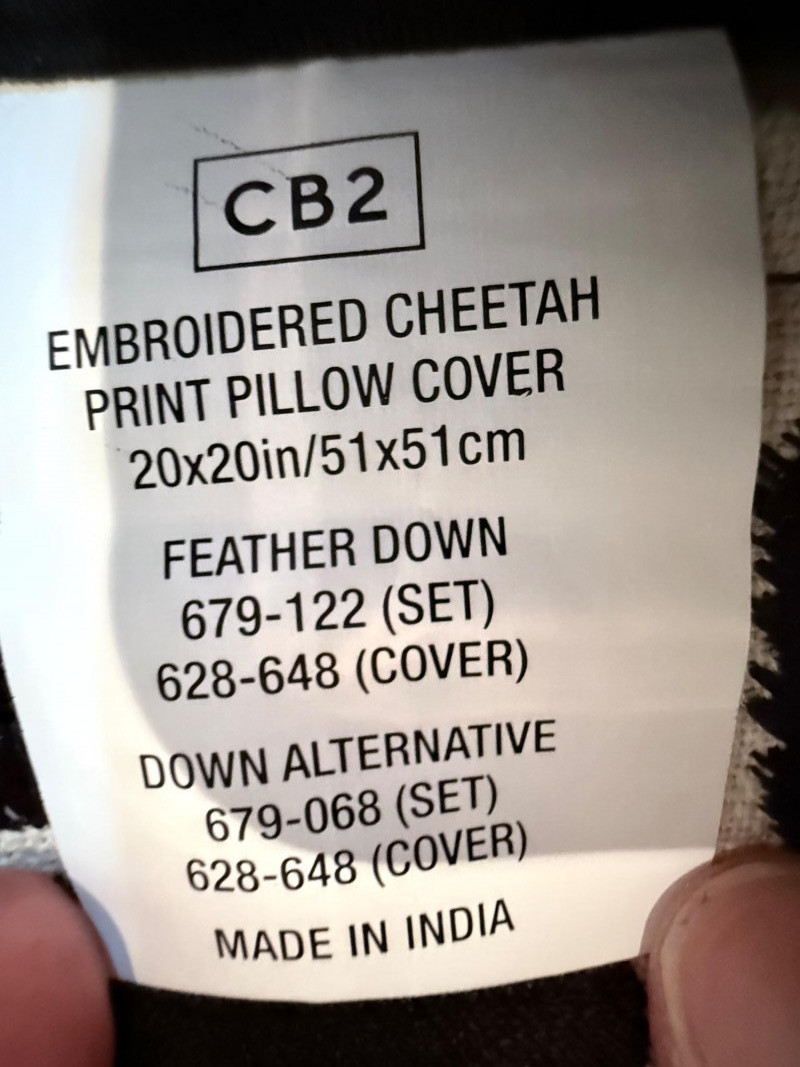 CB2
EMBROIDERED CHEETAH
PRINT PILLOW COVER
20x20in/51x51cm
FEATHER DOWN
679-122 (SET)
628-648 (COVER)
DOWN ALTERNATIVE
679-068 (SET)
628-648 (COVER)
MADE IN INDIA